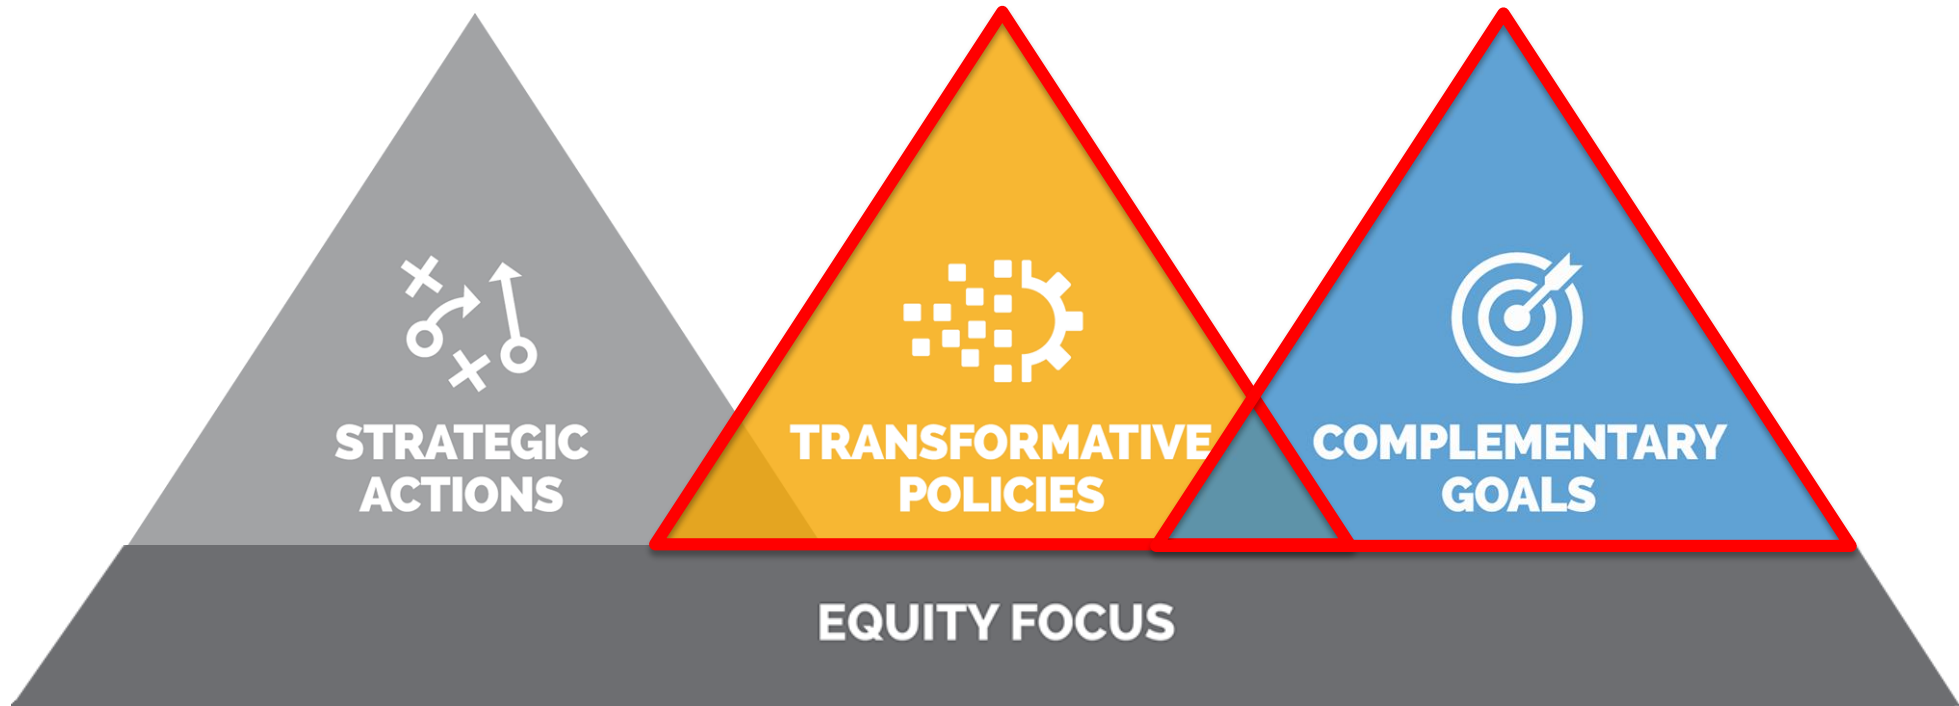 STRATEGIC
ACTIONS
TRANSFORMATIVE
POLICIES
COMPLEMENTARY
GOALS
EQUITY FOCUS